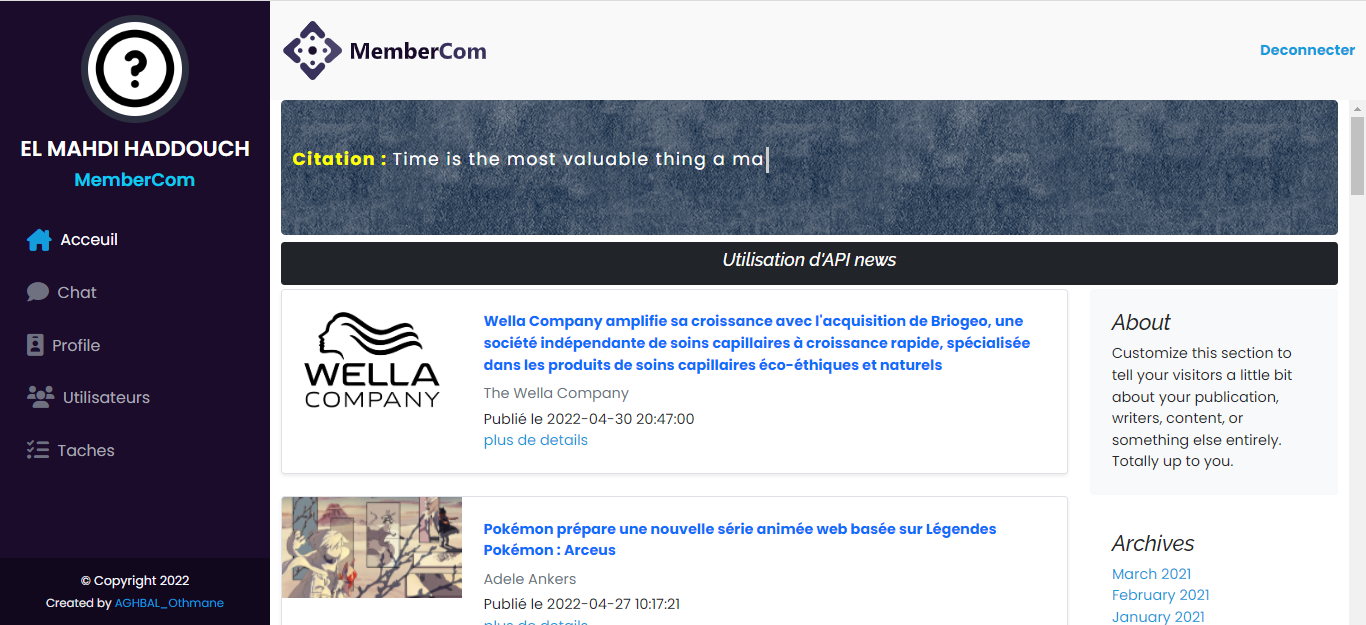 EL MAHDI HADDOUCH
MemberCom
Acceuil
Chat
Profile
Utilisateurs
Taches
© Copyright 2022
Created by AGHBAL_Othmane
MemberCom
Deconnecter
Citation : Time is the most valuable thing a ma
Utilisation d'API news
WELLA
COMPANY
Wella Company amplifie sa croissance avec l'acquisition de Briogeo, une
société indépendante de soins capillaires à croissance rapide, spécialisée
dans les produits de soins capillaires éco-éthiques et naturels
The Wella Company
Publié le 2022-04-30 20:47:00
plus de details
Pokémon prépare une nouvelle série animée web basée sur Légendes
Pokémon : Arceus
Adele Ankers
Publié le 2022-04-27 10:17:21
plus de details
About
Customize this section to
tell your visitors a little bit
about your publication,
writers, content, or
something else entirely.
Totally up to you.
Archives
March 2021
February 2021
January 2021